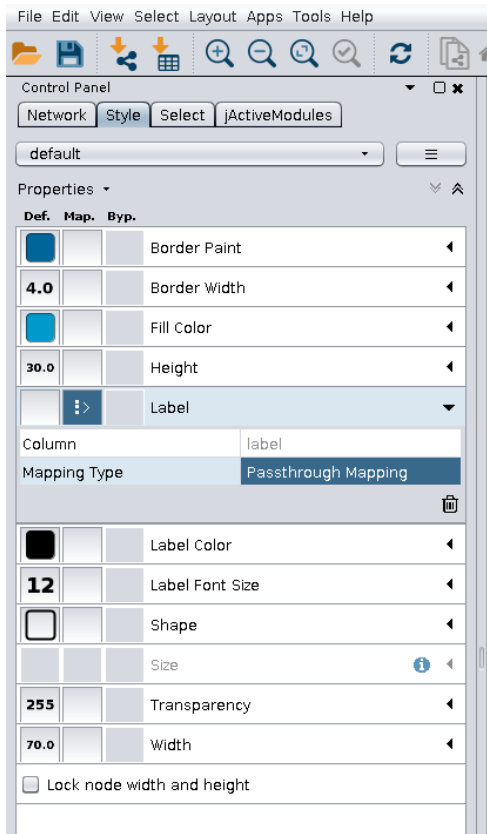 File Edit View Select Layout Apps Tools Help
Control Panel
Network Style Select jActiveModules
default
Properties
Def. Map. Byp.
Border Paint
4.0 Border Width
Fill Color
30.0 Height
Label
Column label
Mapping Type Passthrough Mapping
Label Color
12 Label Font Size
Shape
Size
255 Transparency
70.0 Width
Lock node width and height